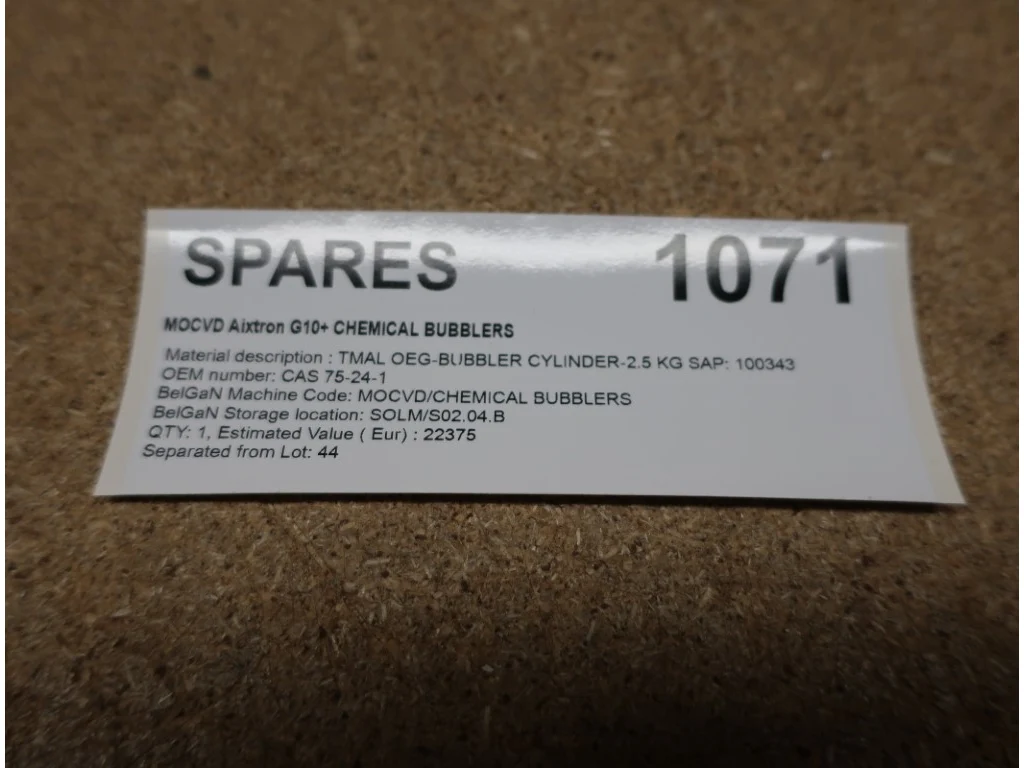 SPARES 1071
MOCVD Aixtron G10+ CHEMICAL BUBBLERS
Material description : TMAL OEG-BUBBLER CYLINDER-2.5 KG SAP: 100343
OEM number: CAS 75-24-1
BelGaN Machine Code: MOCVD/CHEMICAL BUBBLERS
BelGaN Storage location: SOLM/S02.04.B
QTY: 1, Estimated Value ( Eur) : 22375
Separated from Lot: 44